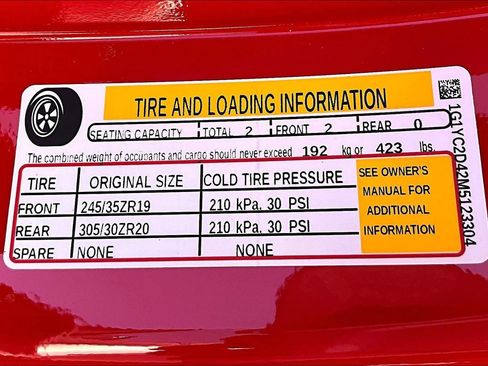 TIRE AND LOADING INFORMATION
SEATING CAPACITY TOTAL 2 FRONT 2 REAR 0
The combined weight of occupants and cargo should never exceed 192 kg or 423 lbs.
TIRE ORIGINAL SIZE COLD TIRE PRESSURE
FRONT 245/35ZR19 210 kPa, 30 PSI
REAR 305/30ZR20 210 kPa, 30 PSI
SPARE NONE NONE
SEE OWNER'S
MANUAL FOR
ADDITIONAL
INFORMATION
1G1YC2D42M5123304